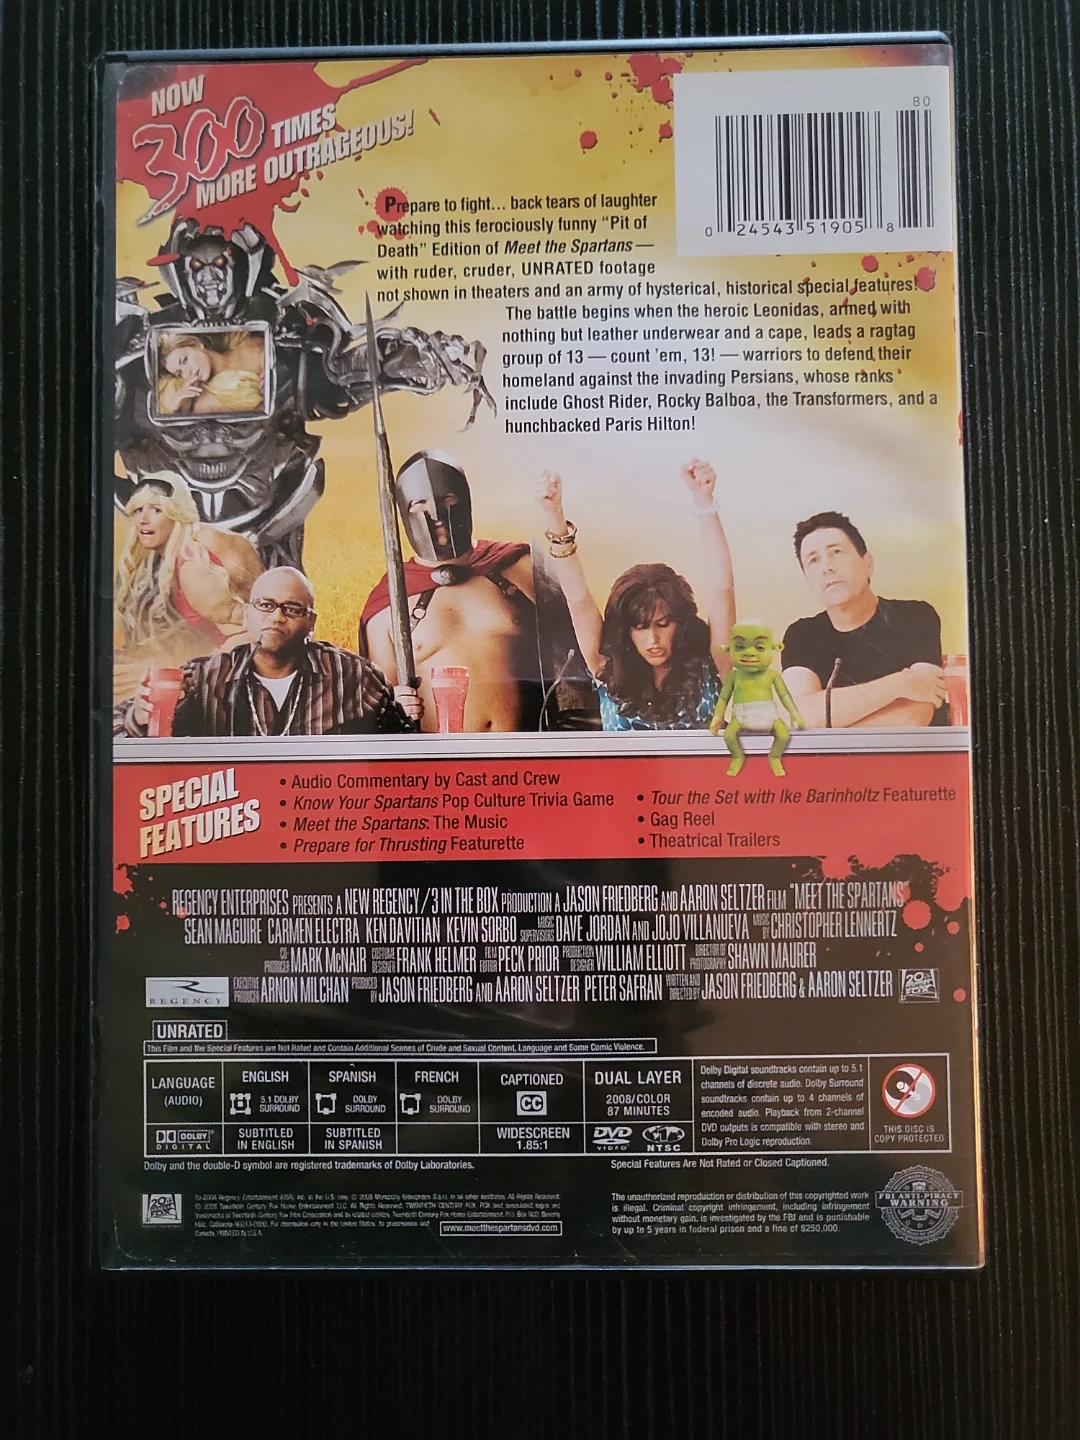 NOW
300 TIMES
MORE OUTRAGEOUS!
80
0 24543 51905 8
Prepare to fight... back tears of laughter
watching this ferociously funny “Pit of
Death” Edition of Meet the Spartans —
with ruder, cruder, UNRATED footage
not shown in theaters and an army of hysterical, historical special features!
The battle begins when the heroic Leonidas, armed with
nothing but leather underwear and a cape, leads a ragtag
group of 13 — count 'em, 13! — warriors to defend their
homeland against the invading Persians, whose ranks
include Ghost Rider, Rocky Balboa, the Transformers, and a
hunchbacked Paris Hilton!
SPECIAL
FEATURES
• Audio Commentary by Cast and Crew
• Know Your Spartans Pop Culture Trivia Game
• Meet the Spartans: The Music
• Prepare for Thrusting Featurette
• Tour the Set with Ike Barinholtz Featurette
• Gag Reel
• Theatrical Trailers
REGENCY ENTERPRISES PRESENTS A NEW REGENCY/3 IN THE BOX PRODUCTION A JASON FRIEDBERG AND AARON SELTZER FILM "MEET THE SPARTANS"
SEAN MAGUIRE CARMEN ELECTRA KEN DAVITIAN KEVIN SORBO MUSIC SUPERVISORS DAVE JORDAN AND JOJO VILLANUEVA MUSIC BY CHRISTOPHER LENNERTZ
CO-PRODUCER MARK McNAIR COSTUME DESIGNER FRANK HELMER FILM EDITOR PECK PRIOR PRODUCTION DESIGNER WILLIAM ELLIOTT DIRECTOR OF PHOTOGRAPHY SHAWN MAURER
REGENCY EXECUTIVE PRODUCER ARNON MILCHAN PRODUCED BY JASON FRIEDBERG AND AARON SELTZER PETER SAFRAN WRITTEN AND DIRECTED BY JASON FRIEDBERG & AARON SELTZER 20th CENTURY FOX
UNRATED
This Film and the Special Features are Not Rated and Contain Additional Scenes of Crude and Sexual Content, Language and Some Comic Violence.
LANGUAGE
(AUDIO)
DOLBY
DIGITAL
ENGLISH
5.1 DOLBY
SURROUND
SUBTITLED
IN ENGLISH
SPANISH
DOLBY
SURROUND
SUBTITLED
IN SPANISH
FRENCH
DOLBY
SURROUND
CAPTIONED
CC
WIDESCREEN
1.85:1
DUAL LAYER
2008/COLOR
87 MINUTES
DVD
VIDEO
NTSC
Dolby Digital soundtracks contain up to 5.1
channels of discrete audio. Dolby Surround
soundtracks contain up to 4 channels of
encoded audio. Playback from 2-channel
DVD outputs is compatible with stereo and
Dolby Pro Logic reproduction.
THIS DISC IS
COPY PROTECTED
Dolby and the double-D symbol are registered trademarks of Dolby Laboratories.
Special Features Are Not Rated or Closed Captioned.
www.meetthespartansdvd.com
The unauthorized reproduction or distribution of this copyrighted work
is illegal. Criminal copyright infringement, including infringement
without monetary gain, is investigated by the FBI and is punishable
by up to 5 years in federal prison and a fine of $250,000.
FBI ANTI-PIRACY
WARNING